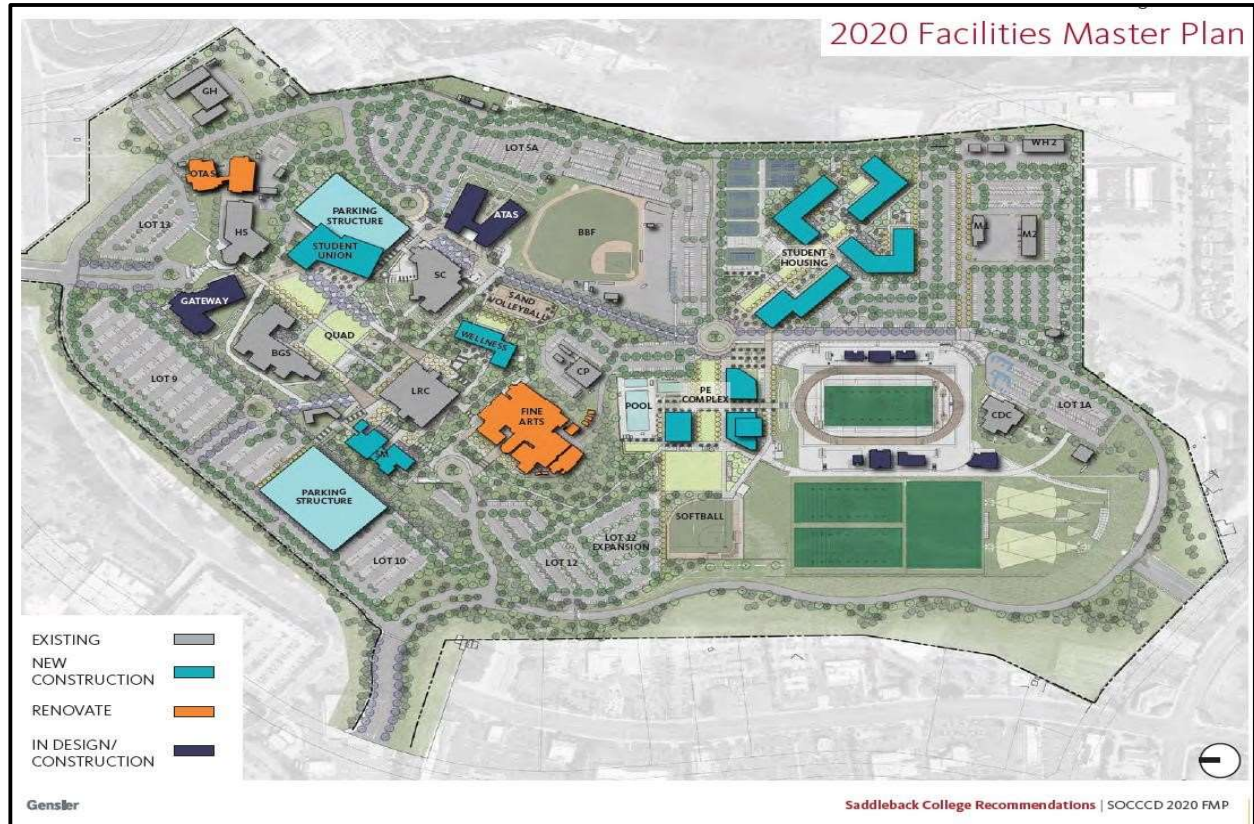 2020 Facilities Master Plan
GH
LOT 5A
WH2
OTAS
LOT 13
HS
PARKING
STRUCTURE
STUDENT
UNION
ATAS
SC
BBF
M1
M2
STUDENT
HOUSING
GATEWAY
SAND
VOLLEYBALL
QUAD
WELLNESS
BGS
CP
LOT 9
LRC
FINE
ARTS
POOL
PE
COMPLEX
CDC
LOT 1A
SM
PARKING
STRUCTURE
SOFTBALL
LOT 12
EXPANSION
LOT 10
LOT 12
EXISTING
NEW
CONSTRUCTION
RENOVATE
IN DESIGN/
CONSTRUCTION
Gensler
Saddleback College Recommendations | SOCCCD 2020 FMP